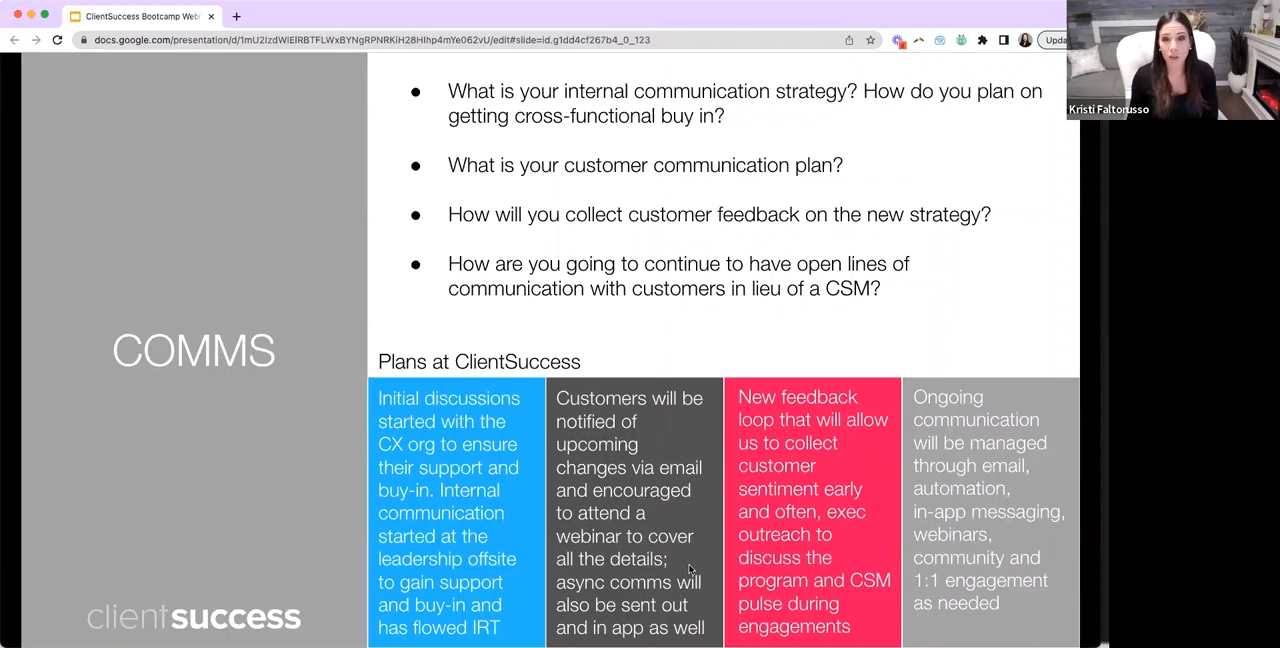 ClientSuccess Bootcamp Web
docs.google.com/presentation/d/1mU2IzdWIEIRBTFLWxBYNgRPNRKiH28HIhp4mYe062vU/edit#slide=id.g1dd4cf267b4_0_123
Upda
Kristi Faltorusso
What is your internal communication strategy? How do you plan on
getting cross-functional buy in?
What is your customer communication plan?
How will you collect customer feedback on the new strategy?
How are you going to continue to have open lines of
communication with customers in lieu of a CSM?
COMMS
clientsuccess
Plans at ClientSuccess
Initial discussions
started with the
CX org to ensure
their support and
buy-in. Internal
communication
started at the
leadership offsite
to gain support
and buy-in and
has flowed IRT
Customers will be
notified of
upcoming
changes via email
and encouraged
to attend a
webinar to cover
all the details;
async comms will
also be sent out
and in app as well
New feedback
loop that will allow
us to collect
customer
sentiment early
and often, exec
outreach to
discuss the
program and CSM
pulse during
engagements
Ongoing
communication
will be managed
through email,
automation,
in-app messaging,
webinars,
community and
1:1 engagement
as needed